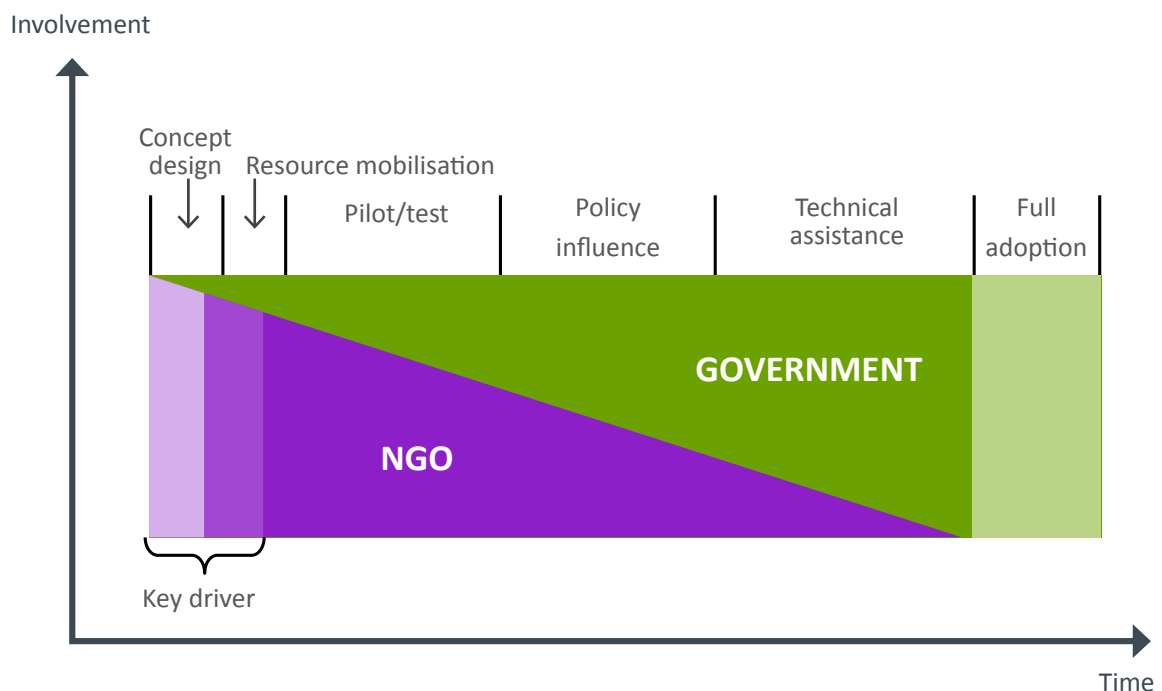 Involvement
Concept
design
Resource mobilisation
Pilot/test
Policy
influence
Technical
assistance
Full
adoption
GOVERNMENT
NGO
Key driver
Time